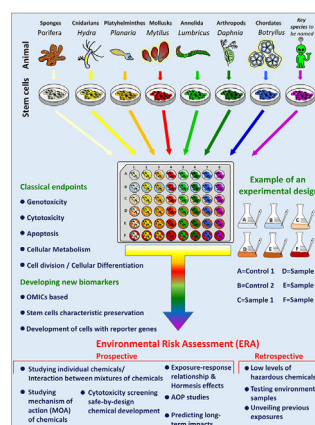 Animal
Stem cells
Sponges
Porifera
Cnidarians
Hydra
Platyhelminthes
Planaria
Mollusks
Mytilus
Annelida
Lumbricus
Arthropods
Daphnia
Chordates
Botryllus
Key
species to
be named
Classical endpoints
Genotoxicity
Cytotoxicity
Apoptosis
Cellular Metabolism
Cell division / Cellular Differentiation
Developing new biomarkers
OMICs based
Stem cells characteristic preservation
Development of cells with reporter genes
Example of an
experimental design
A B C
D E F
A=Control 1 D=Sample
B=Control 2 E=Sample
C=Sample 1 F=Sample
Environmental Risk Assessment (ERA)
Prospective
Studying individual chemicals/
Interaction between mixtures of chemicals
Studying
mechanism of
action (MOA)
of chemicals
Cytotoxicity screening
safe-by-design
chemical development
Exposure-response
relationship &
Hormesis effects
AOP studies
Predicting long-
term impacts
Retrospective
Low levels of
hazardous chemicals
Testing environment
samples
Unveiling previous
exposures